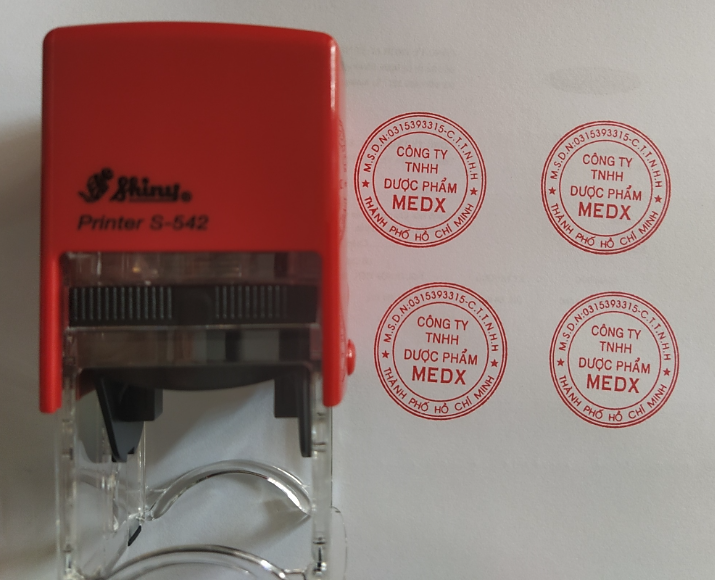 Shiny
Printer S-542
M.S.D.N:0315393315-C.T.T.N.H.H
CÔNG TY
TNHH
DƯỢC PHẨM
MEDX
★ THÀNH PHỐ HỒ CHÍ MINH ★
M.S.D.N:0315393315-C.T.T.N.H.H
CÔNG TY
TNHH
DƯỢC PHẨM
MEDX
★ THÀNH PHỐ HỒ CHÍ MINH ★
M.S.D.N:0315393315-C.T.T.N.H.H
CÔNG TY
TNHH
DƯỢC PHẨM
MEDX
★ THÀNH PHỐ HỒ CHÍ MINH ★
M.S.D.N:0315393315-C.T.T.N.H.H
CÔNG TY
TNHH
DƯỢC PHẨM
MEDX
★ THÀNH PHỐ HỒ CHÍ MINH ★